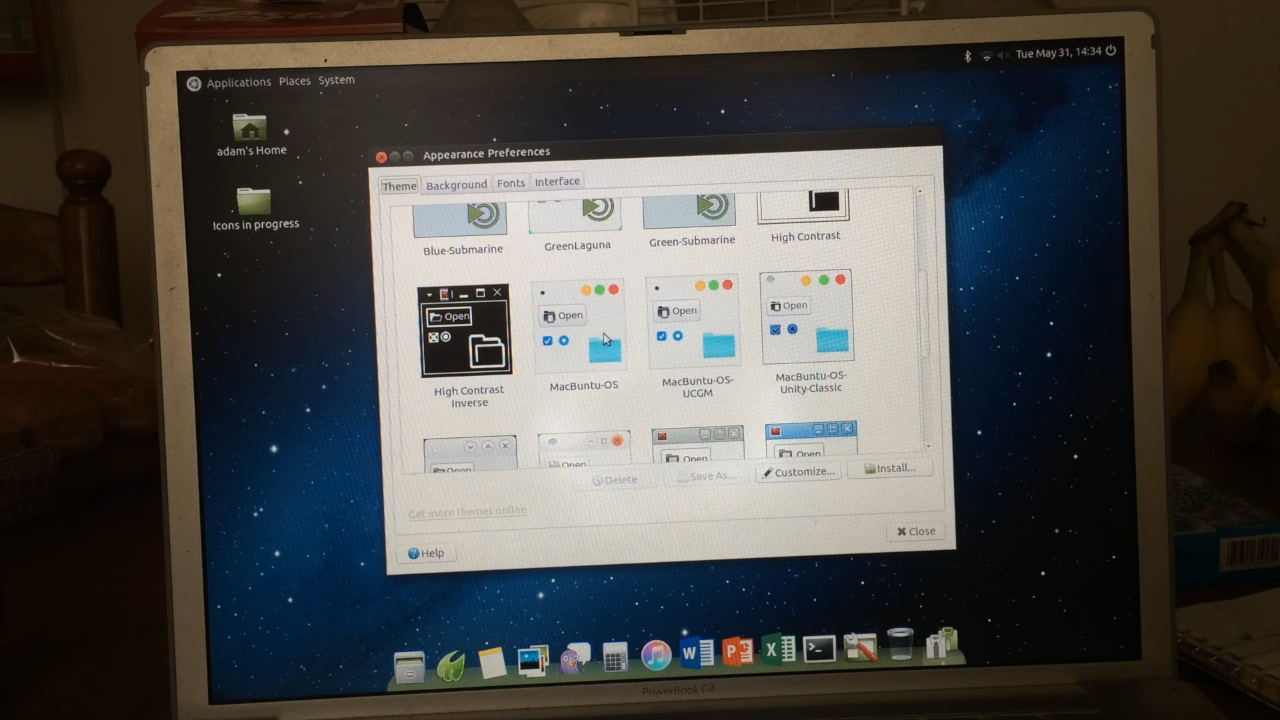 Applications Places System
Tue May 31, 14:34
adam's Home
Icons in progress
Appearance Preferences
Theme Background Fonts Interface
Blue-Submarine
GreenLaguna
Green-Submarine
High Contrast
Open
Open
Open
Open
High Contrast
Inverse
MacBuntu-OS
MacBuntu-OS-
UCGM
MacBuntu-OS-
Unity-Classic
Open
Open
Open
Open
Delete
Save As...
Customize...
Install...
Get more themes online
Help
Close
W
P
X
PowerBook G4